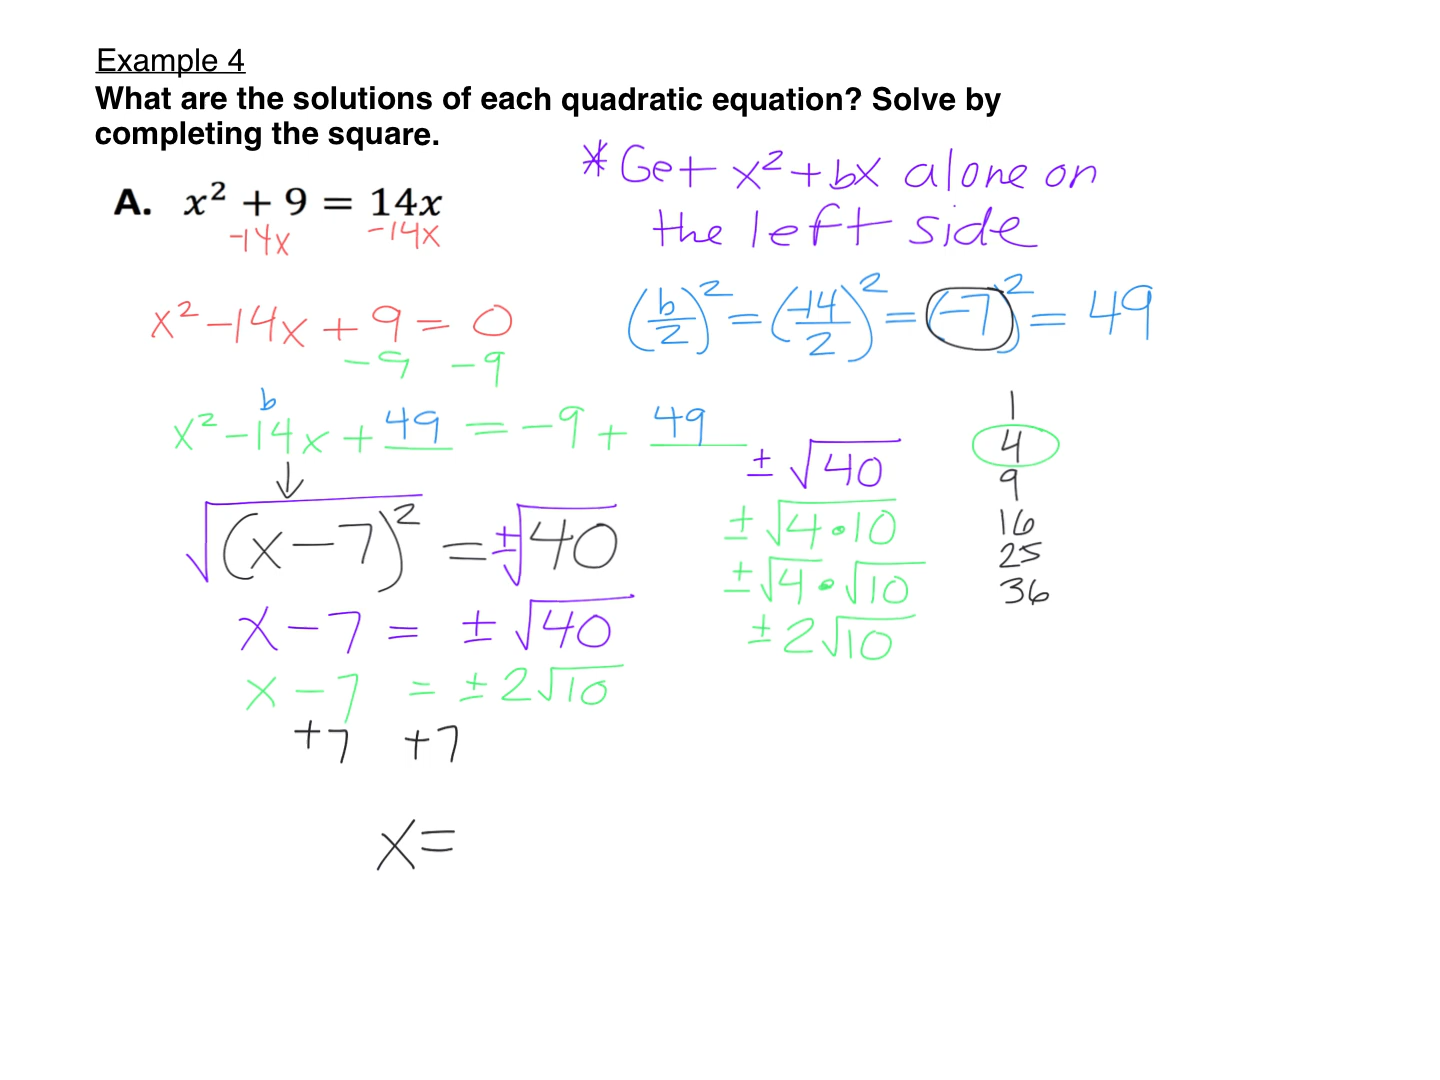 Example 4
What are the solutions of each quadratic equation? Solve by
completing the square.
* Get x² + bx alone on
the left side
A. x² + 9 = 14x
-14x -14x
x² - 14x + 9 = 0
-9 -9
(b/2)² = (-14/2)² = (-7)² = 49
b
x² - 14x + 49 = -9 + 49
↓
√(x-7)² = ±√40
x - 7 = ±√40
x - 7 = ±2√10
+7 +7
x =
±√40
±√4•10
±√4 • √10
±2√10
1
4
9
16
25
36